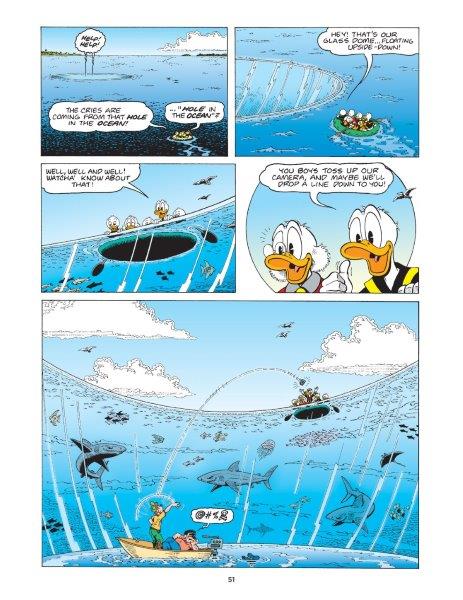 HELP!
HELP!
THE CRIES ARE
COMING FROM THAT HOLE
IN THE OCEAN!
..."HOLE IN
THE OCEAN"?
HEY! THAT'S OUR
GLASS DOME...FLOATING
UPSIDE-DOWN!
WELL, WELL AND WELL!
WATCHA' KNOW ABOUT
THAT!
YOU BOYS TOSS UP OUR
CAMERA, AND MAYBE WE'LL
DROP A LINE DOWN TO YOU!
@#%?
51